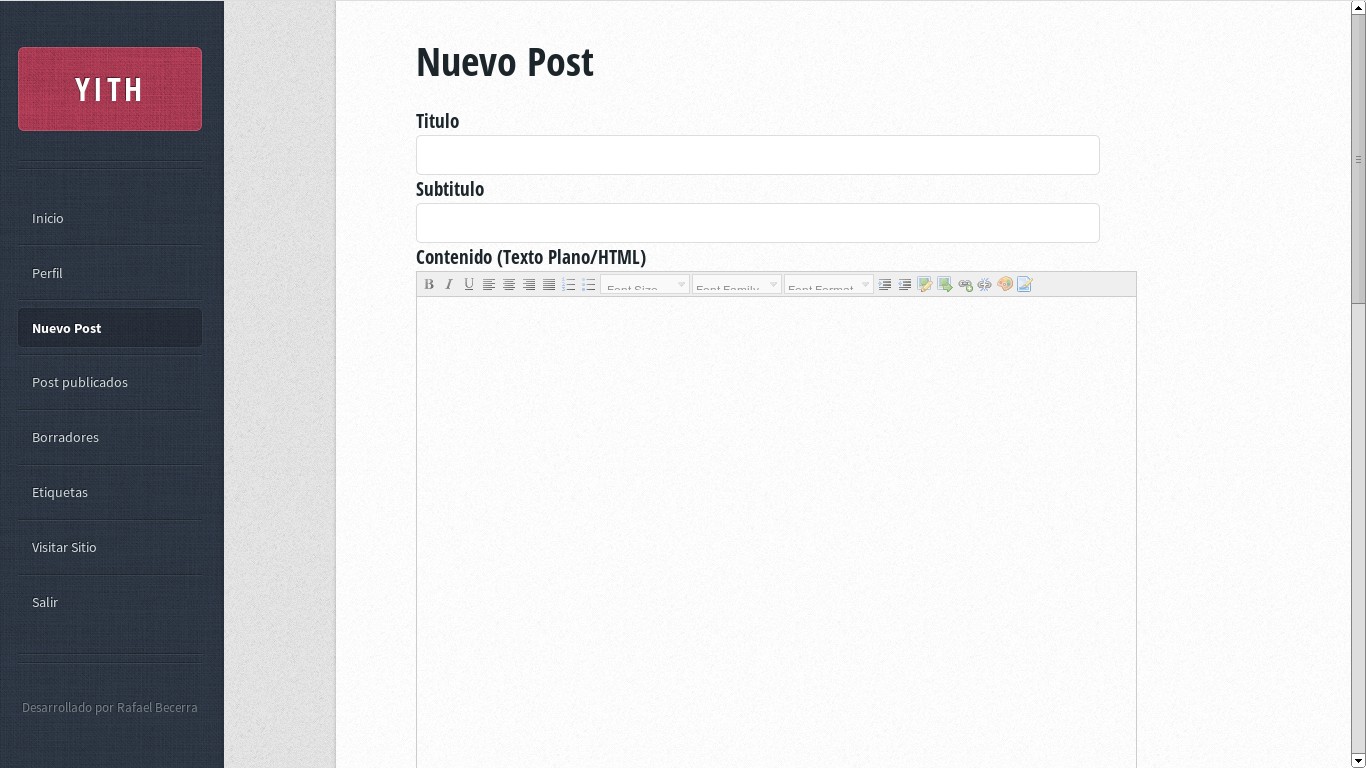 YITH
Inicio
Perfil
Nuevo Post
Post publicados
Borradores
Etiquetas
Visitar Sitio
Salir
Desarrollado por Rafael Becerra
Nuevo Post
Titulo
Subtitulo
Contenido (Texto Plano/HTML)
B I U Font Size Font Family Font Format